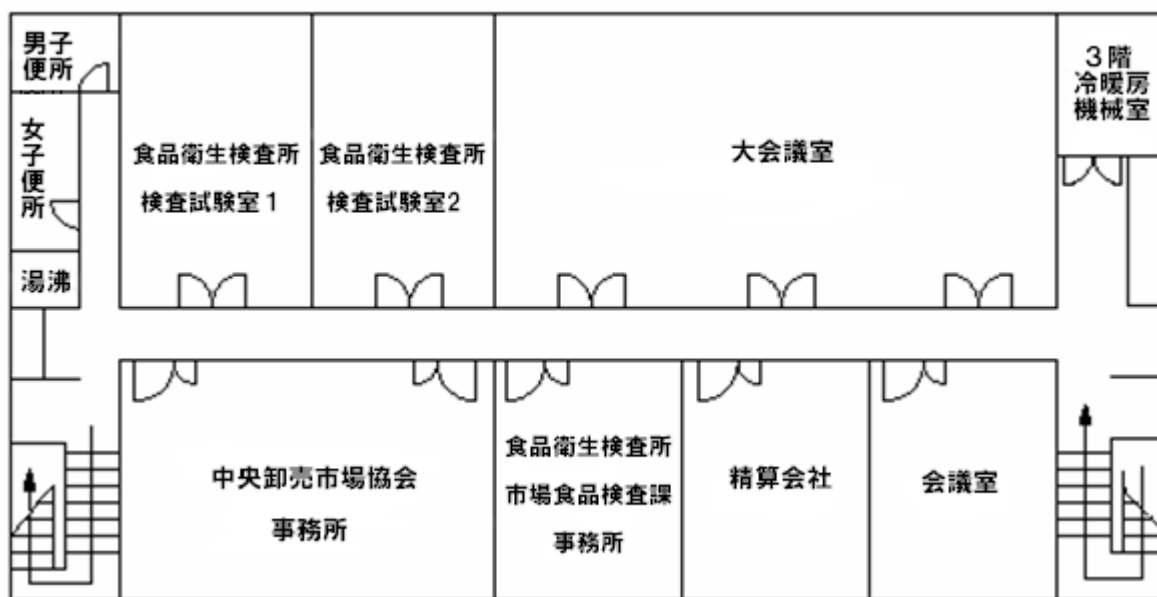 男子
便所
女子便所
湯沸
食品衛生検査所
検査試験室1
食品衛生検査所
検査試験室2
大会議室
3階
冷暖房
機械室
中央卸売市場協会
事務所
食品衛生検査所
市場食品検査課
事務所
精算会社
会議室